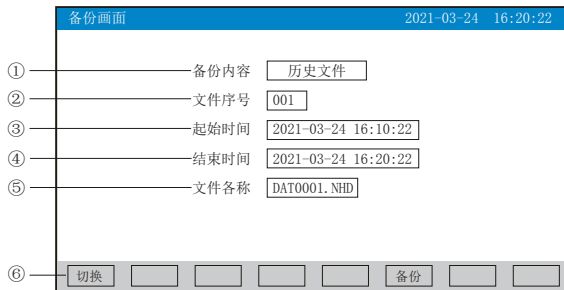 备份画面 2021-03-24 16:20:22
① 备份内容 历史文件
② 文件序号 001
③ 起始时间 2021-03-24 16:10:22
④ 结束时间 2021-03-24 16:20:22
⑤ 文件各称 DAT0001.NHD
⑥ 切换 备份